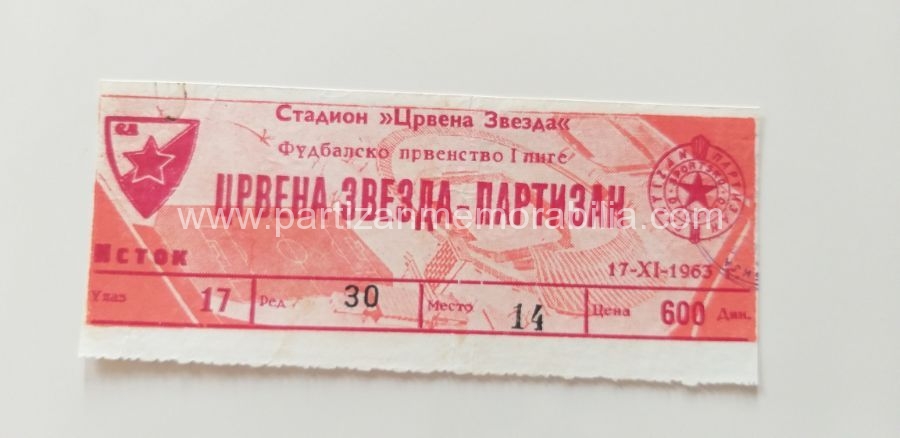 Стадион »Црвена Звезда«
Фудбалско првенство I лиге
ЦРВЕНА ЗВЕЗДА-ПАРТИЗАН
www.partizanmemorabilia.com
Исток
17-XI-1963
Улаз 17 Ред 30 Место 14 Цена 600 Дин.